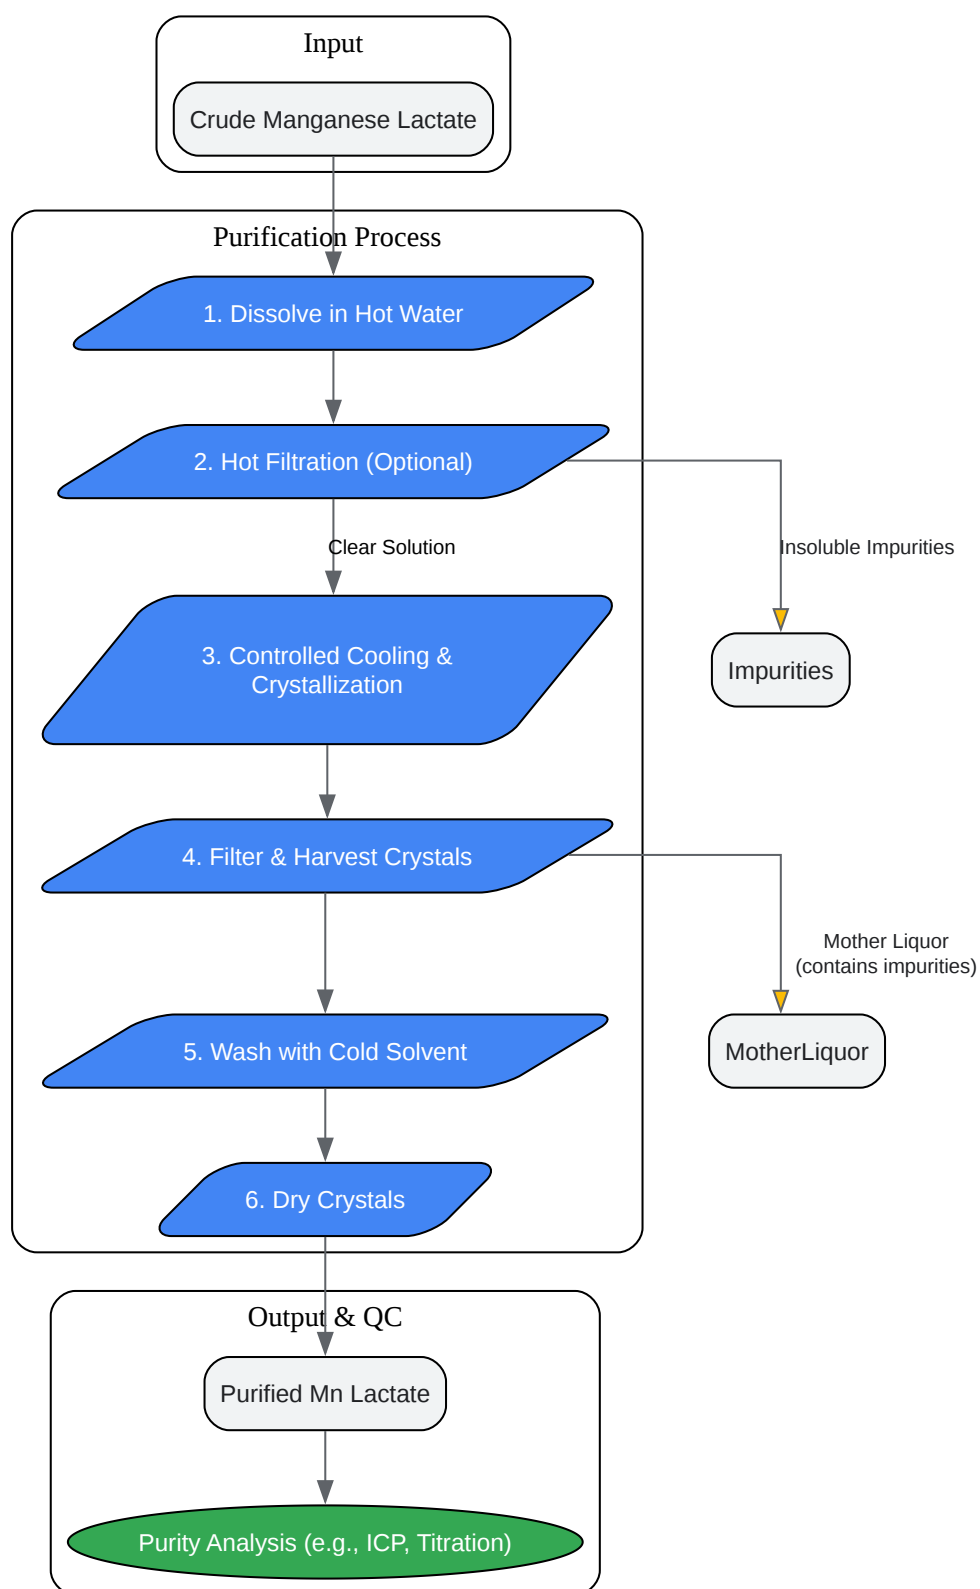 Input
Crude Manganese Lactate
Purification Process
1. Dissolve in Hot Water
2. Hot Filtration (Optional)
Clear Solution
Insoluble Impurities
3. Controlled Cooling &
Crystallization
Impurities
4. Filter & Harvest Crystals
Mother Liquor
(contains impurities)
5. Wash with Cold Solvent
MotherLiquor
6. Dry Crystals
Output & QC
Purified Mn Lactate
Purity Analysis (e.g., ICP, Titration)